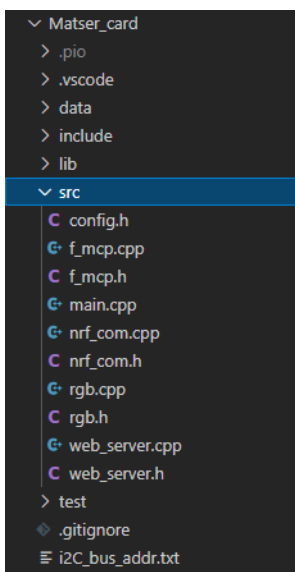 Matser_card
.pio
.vscode
data
include
lib
src
C config.h
f_mcp.cpp
C f_mcp.h
main.cpp
nrf_com.cpp
C nrf_com.h
rgb.cpp
C rgb.h
web_server.cpp
C web_server.h
test
.gitignore
i2C_bus_addr.txt